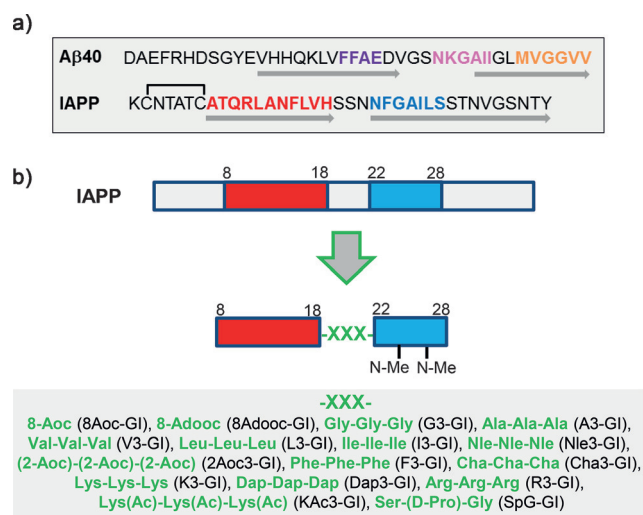 a)
Aβ40 DAEFRHDSGYEVHHQKLVFFAEDVGSNKGAIIGLMVGGVV
IAPP KCNTATCATQRLANFLVHSSNNFGAILSSTNVGSNTY
b)
8 18 22 28
IAPP
8 18 22 28
-XXX-
N-Me N-Me
-XXX-
8-Aoc (8Aoc-GI), 8-Adooc (8Adooc-GI), Gly-Gly-Gly (G3-GI), Ala-Ala-Ala (A3-GI),
Val-Val-Val (V3-GI), Leu-Leu-Leu (L3-GI), Ile-Ile-Ile (I3-GI), Nle-Nle-Nle (Nle3-GI),
(2-Aoc)-(2-Aoc)-(2-Aoc) (2Aoc3-GI), Phe-Phe-Phe (F3-GI), Cha-Cha-Cha (Cha3-GI),
Lys-Lys-Lys (K3-GI), Dap-Dap-Dap (Dap3-GI), Arg-Arg-Arg (R3-GI),
Lys(Ac)-Lys(Ac)-Lys(Ac) (KAc3-GI), Ser-(D-Pro)-Gly (SpG-GI)